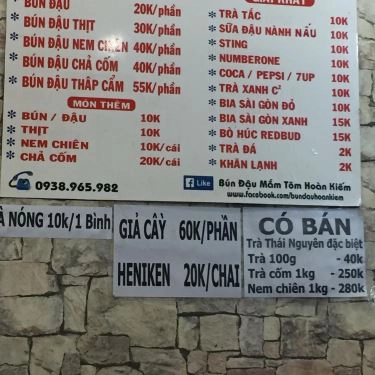 BÚN ĐẬU 20K/phần
* BÚN ĐẬU THỊT 30K/phần
* BÚN ĐẬU NEM CHIÊN 40K/phần
* BÚN ĐẬU CHẢ CỐM 40K/phần
* BÚN ĐẬU THẬP CẨM 55K/phần
MÓN THÊM
* BÚN / ĐẬU 10K
* THỊT 10K
* NEM CHIÊN 10K/cái
* CHẢ CỐM 20K/cái
0938.965.982
GIẢI KHÁT
* TRÀ TẮC 10K
* SỮA ĐẬU NÀNH NẤU 10K
* STING 10K
* NUMBERONE 10K
* COCA / PEPSI / 7UP 10K
* TRÀ XANH C² 10K
* BIA SÀI GÒN ĐỎ 10K
* BIA SÀI GÒN XANH 15K
* BÒ HÚC REDBUD 15K
* TRÀ ĐÁ 2K
* KHĂN LẠNH 2K
f Like Bún Đậu Mắm Tôm Hoàn Kiếm
www.facebook.com/bundauhoankiem
À NÓNG 10k/1 Bình
GIẢ CẦY 60K/PHẦN
HENIKEN 20K/CHAI
CÓ BÁN
Trà Thái Nguyên đặc biệt
Trà 100g - 40k
Trà cốm 1kg - 250k
Nem chiên 1kg - 280k